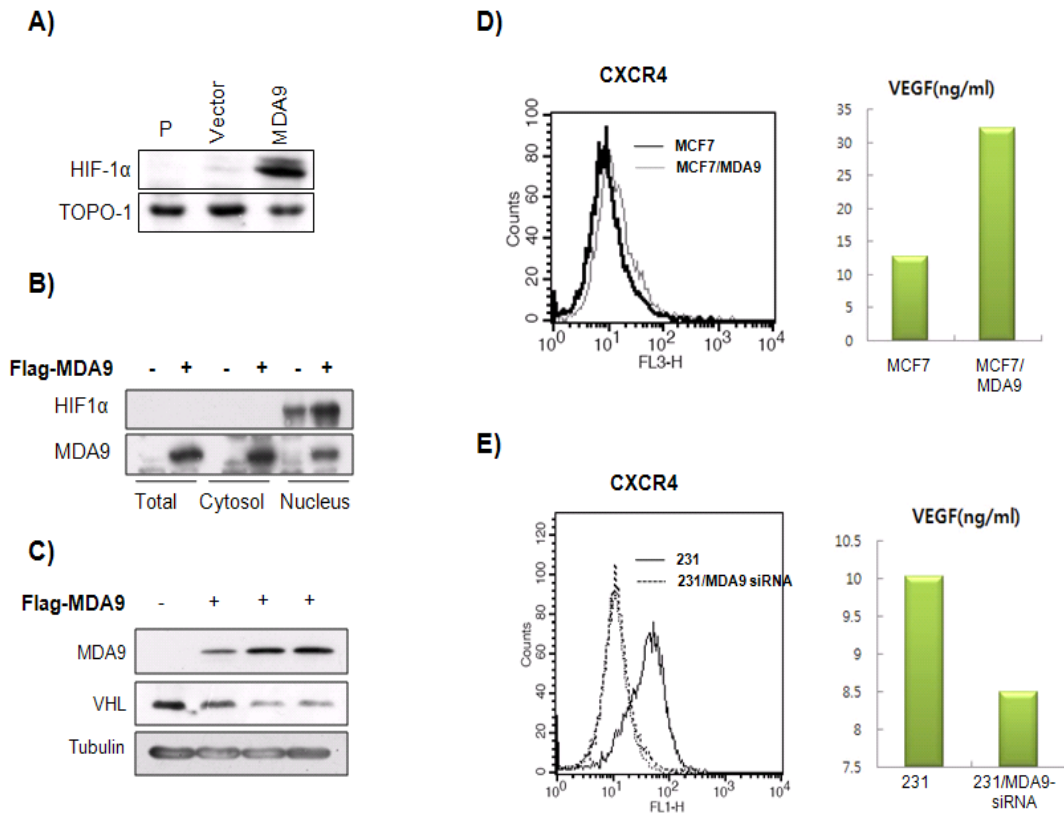 A)
P Vector MDA9
HIF-1α
TOPO-1
B)
Flag-MDA9 - + - + - +
HIF1α
MDA9
Total Cytosol Nucleus
C)
Flag-MDA9 - + + +
MDA9
VHL
Tubulin
D)
CXCR4
MCF7
MCF7/MDA9
Counts
100
80
60
40
20
0
10^0 10^1 10^2 10^3 10^4
FL3-H
VEGF(ng/ml)
35
30
25
20
15
10
5
0
MCF7 MCF7/
MDA9
E)
CXCR4
231
231/MDA9 siRNA
Counts
120
100
80
60
40
20
0
10^0 10^1 10^2 10^3 10^4
FL1-H
VEGF(ng/ml)
10.5
10
9.5
9
8.5
8
7.5
231 231/MDA9-
siRNA